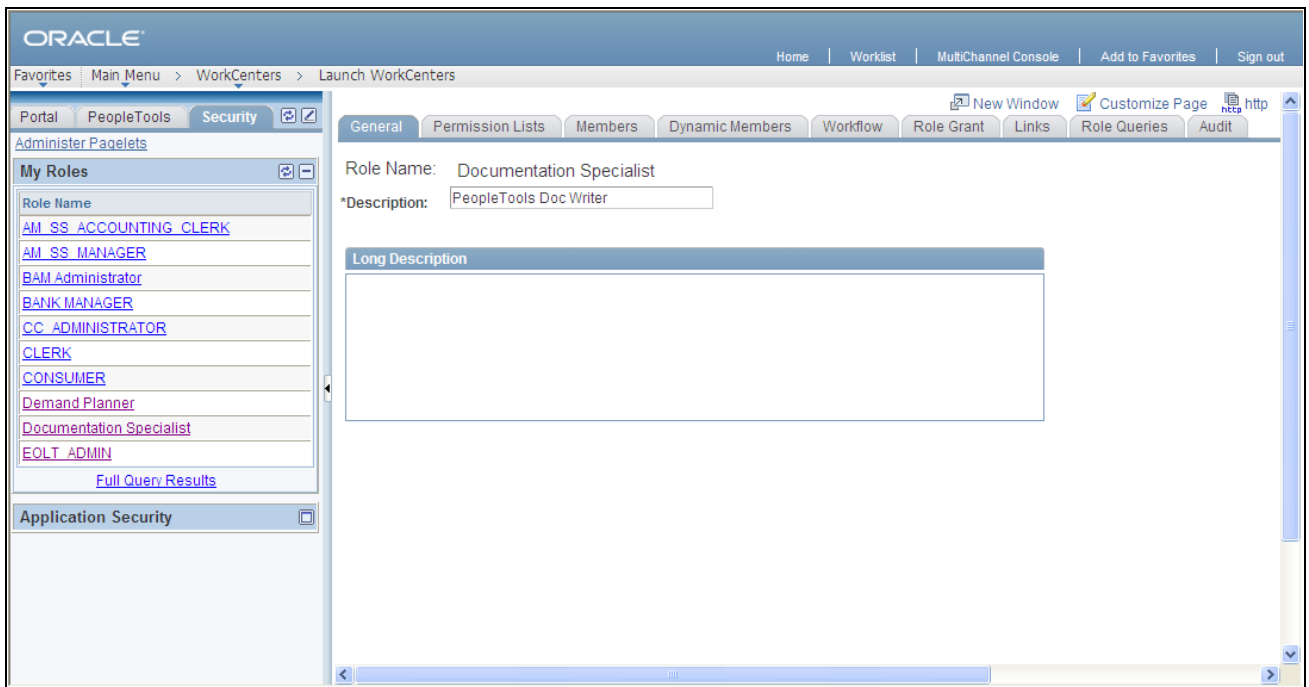 ORACLE
Home | Worklist | MultiChannel Console | Add to Favorites | Sign out
Favorites Main Menu > WorkCenters > Launch WorkCenters
New Window Customize Page http
Portal PeopleTools Security
General Permission Lists Members Dynamic Members Workflow Role Grant Links Role Queries Audit
Administer Pagelets
My Roles
Role Name
AM_SS_ACCOUNTING_CLERK
AM_SS_MANAGER
BAM Administrator
BANK MANAGER
CC_ADMINISTRATOR
CLERK
CONSUMER
Demand Planner
Documentation Specialist
EOLT_ADMIN
Full Query Results
Application Security
Role Name: Documentation Specialist
*Description: PeopleTools Doc Writer
Long Description